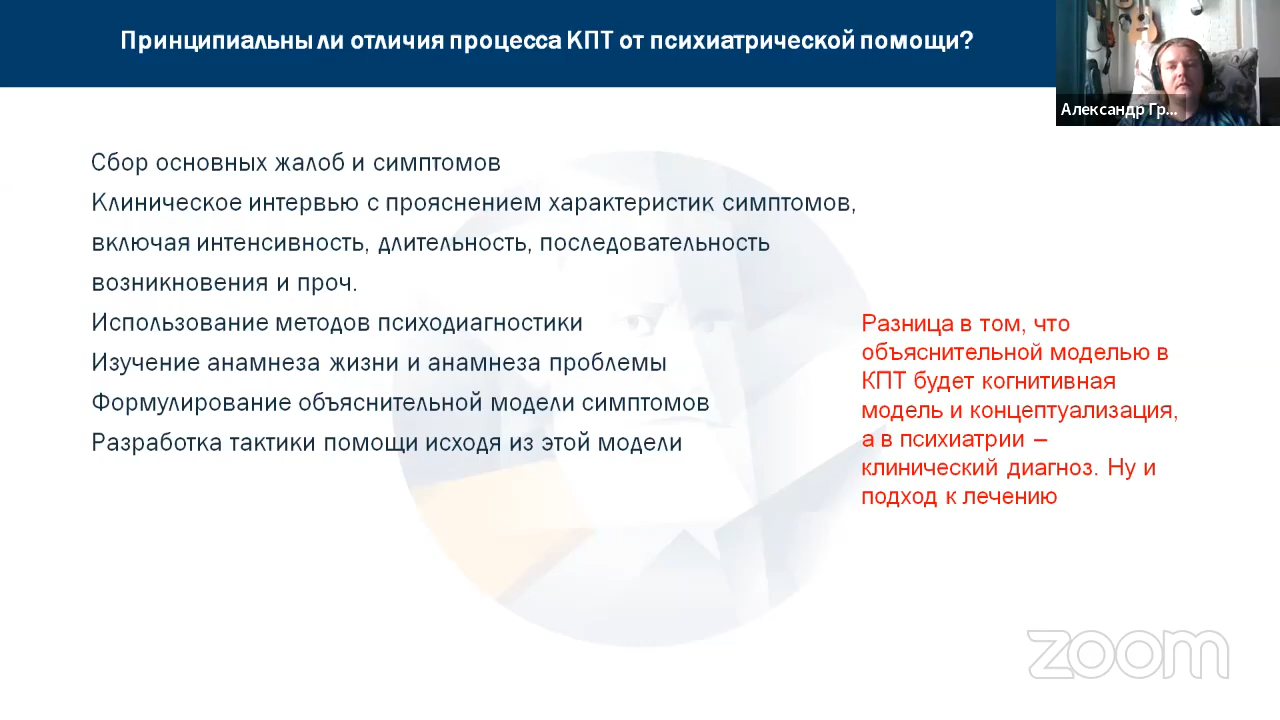 Принципиальны ли отличия процесса КПТ от психиатрической помощи?
Александр Гр...
Сбор основных жалоб и симптомов
Клиническое интервью с прояснением характеристик симптомов,
включая интенсивность, длительность, последовательность
возникновения и проч.
Использование методов психодиагностики
Изучение анамнеза жизни и анамнеза проблемы
Формулирование объяснительной модели симптомов
Разработка тактики помощи исходя из этой модели
Разница в том, что
объяснительной моделью в
КПТ будет когнитивная
модель и концептуализация,
а в психиатрии –
клинический диагноз. Ну и
подход к лечению
zoom